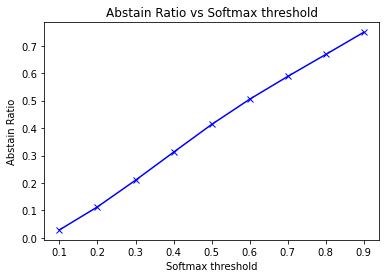 Abstain Ratio vs Softmax threshold
Abstain Ratio
0.7
0.6
0.5
0.4
0.3
0.2
0.1
0.0
0.1 0.2 0.3 0.4 0.5 0.6 0.7 0.8 0.9
Softmax threshold